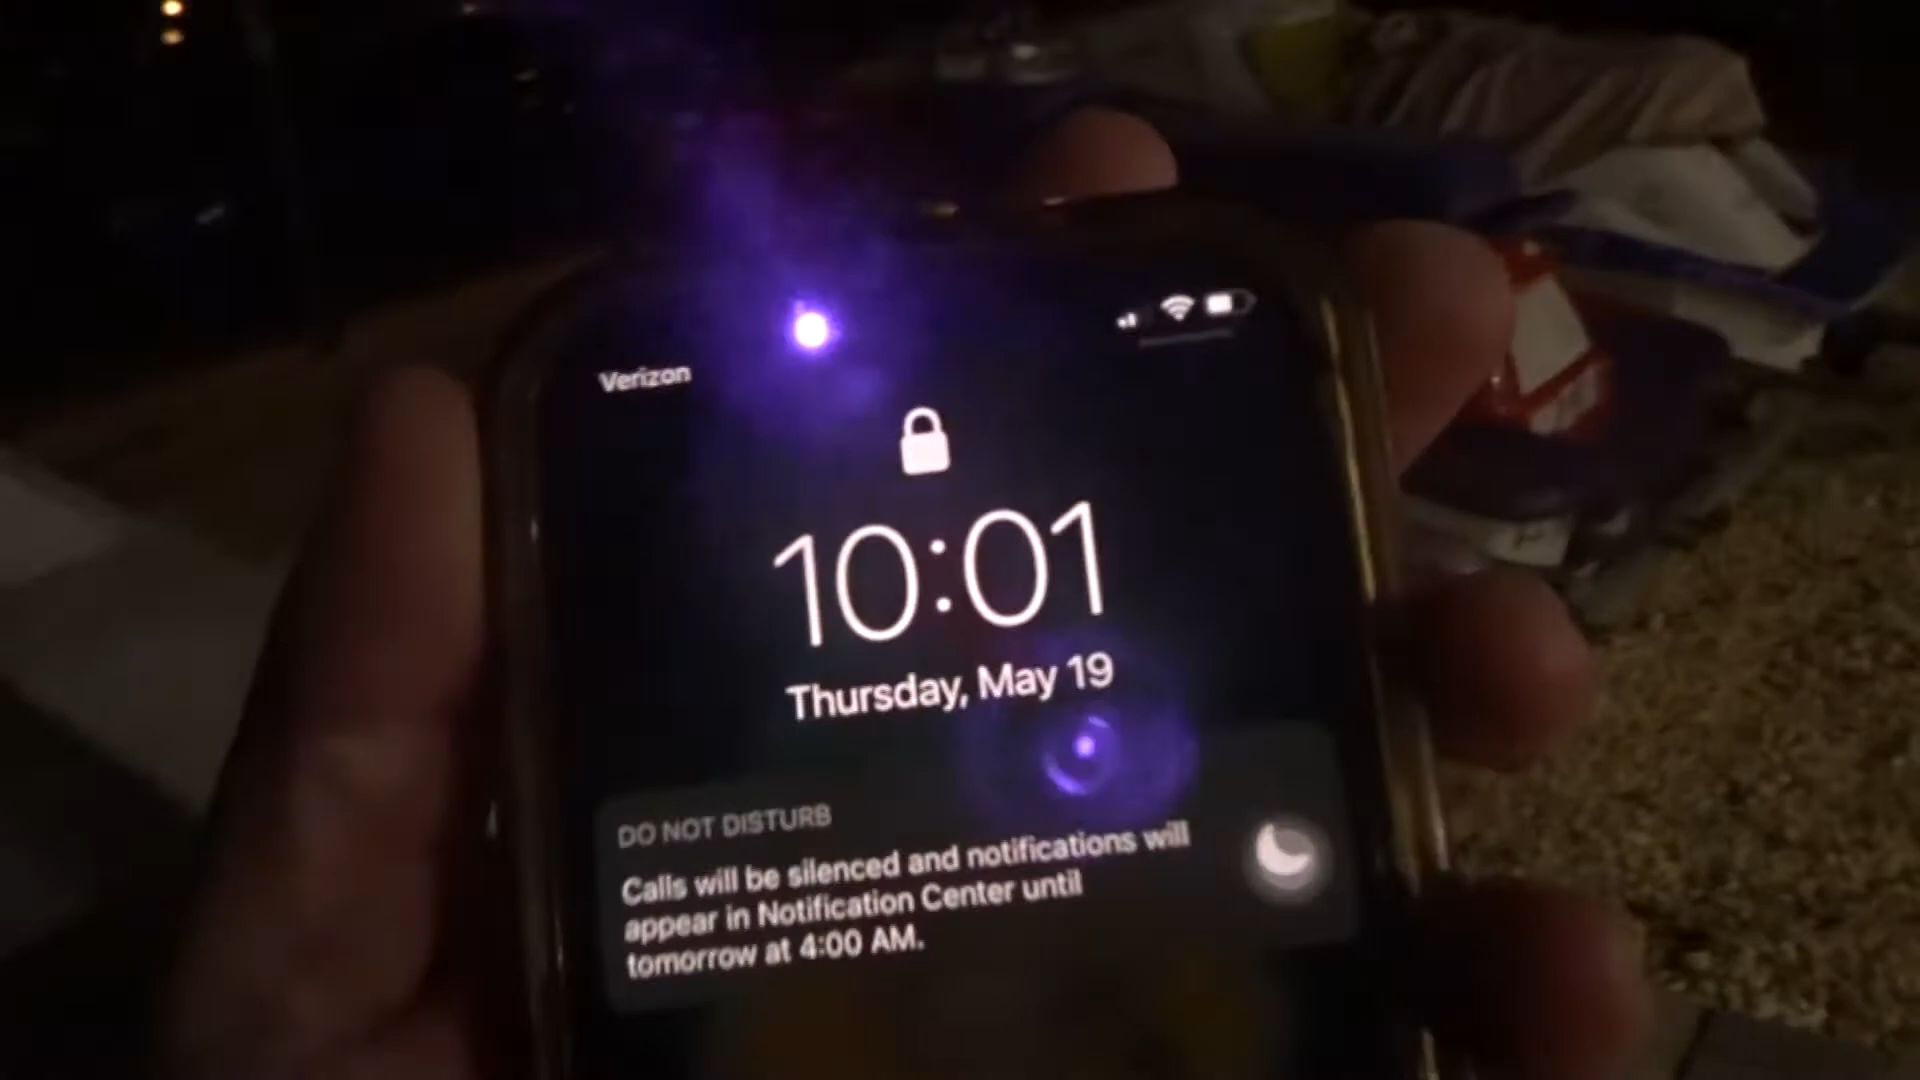 Verizon
10:01
Thursday, May 19
DO NOT DISTURB
Calls will be silenced and notifications will
appear in Notification Center until
tomorrow at 4:00 AM.